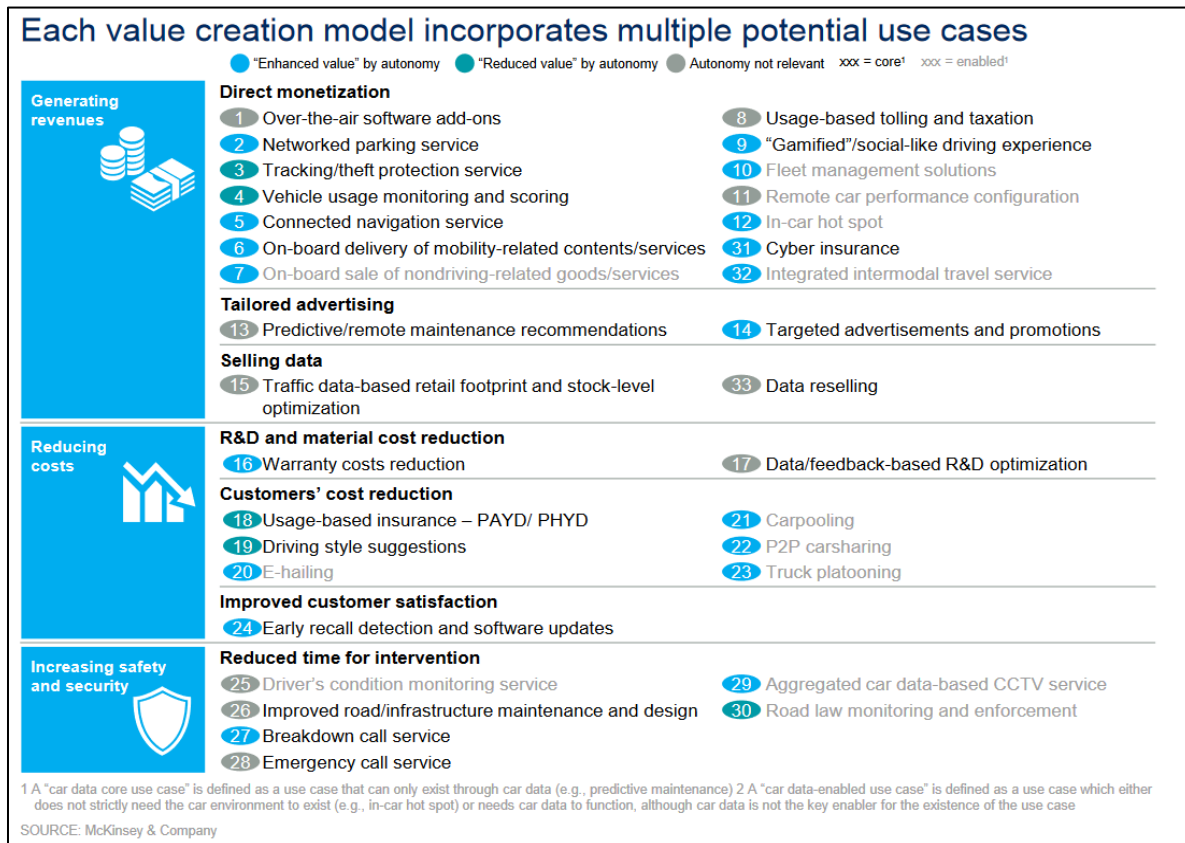 Each value creation model incorporates multiple potential use cases
"Enhanced value" by autonomy "Reduced value" by autonomy Autonomy not relevant xxx = core¹ xxx = enabled¹
Generating
revenues
Direct monetization
1 Over-the-air software add-ons
2 Networked parking service
3 Tracking/theft protection service
4 Vehicle usage monitoring and scoring
5 Connected navigation service
6 On-board delivery of mobility-related contents/services
7 On-board sale of nondriving-related goods/services
8 Usage-based tolling and taxation
9 "Gamified"/social-like driving experience
10 Fleet management solutions
11 Remote car performance configuration
12 In-car hot spot
31 Cyber insurance
32 Integrated intermodal travel service
Tailored advertising
13 Predictive/remote maintenance recommendations
14 Targeted advertisements and promotions
Selling data
15 Traffic data-based retail footprint and stock-level
optimization
33 Data reselling
Reducing
costs
R&D and material cost reduction
16 Warranty costs reduction
17 Data/feedback-based R&D optimization
Customers' cost reduction
18 Usage-based insurance – PAYD/ PHYD
19 Driving style suggestions
20 E-hailing
21 Carpooling
22 P2P carsharing
23 Truck platooning
Improved customer satisfaction
24 Early recall detection and software updates
Increasing safety
and security
Reduced time for intervention
25 Driver's condition monitoring service
26 Improved road/infrastructure maintenance and design
27 Breakdown call service
28 Emergency call service
29 Aggregated car data-based CCTV service
30 Road law monitoring and enforcement
1 A "car data core use case" is defined as a use case that can only exist through car data (e.g., predictive maintenance) 2 A "car data-enabled use case" is defined as a use case which either
does not strictly need the car environment to exist (e.g., in-car hot spot) or needs car data to function, although car data is not the key enabler for the existence of the use case
SOURCE: McKinsey & Company